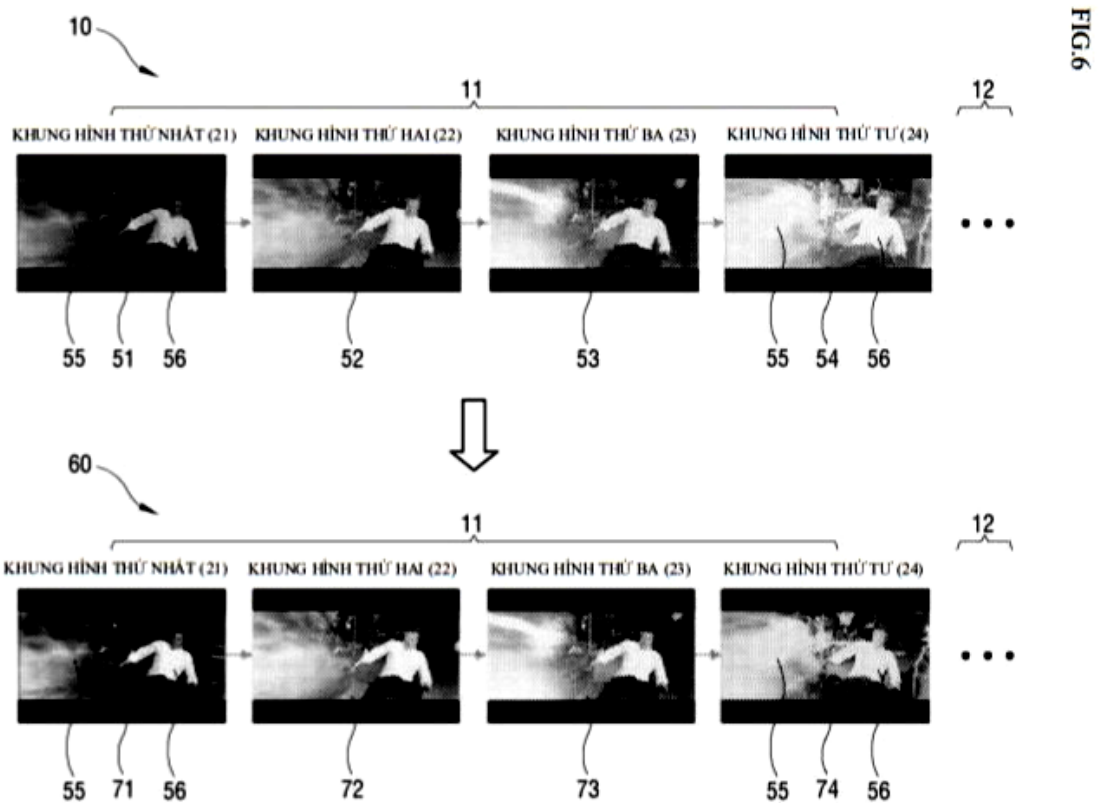 FIG.6
10
11
12
KHUNG HÌNH THỨ NHẤT (21) KHUNG HÌNH THỨ HAI (22) KHUNG HÌNH THỨ BA (23) KHUNG HÌNH THỨ TƯ (24)
55 51 56 52 53 55 54 56
60
11
12
KHUNG HÌNH THỨ NHẤT (21) KHUNG HÌNH THỨ HAI (22) KHUNG HÌNH THỨ BA (23) KHUNG HÌNH THỨ TƯ (24)
55 71 56 72 73 55 74 56